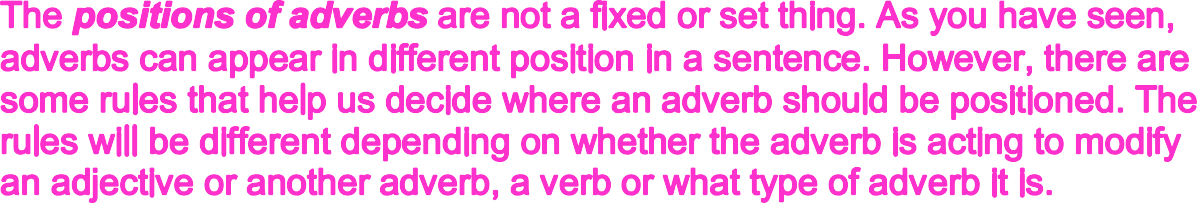 The positions of adverbs are not a fixed or set thing. As you have seen,
adverbs can appear in different position in a sentence. However, there are
some rules that help us decide where an adverb should be positioned. The
rules will be different depending on whether the adverb is acting to modify
an adjective or another adverb, a verb or what type of adverb it is.